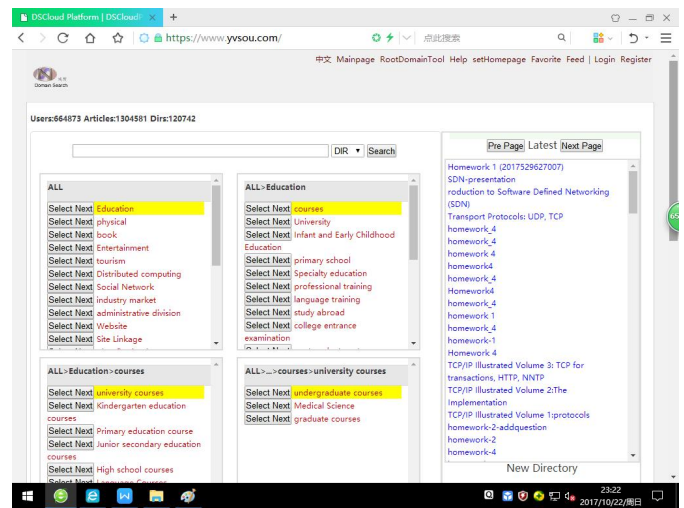 DSCloud Platform | DSCloud
https://www.yvsou.com/
点此搜索
中文 Mainpage RootDomainTool Help setHomepage Favorite Feed | Login Register
Domain Search
Users:664873 Articles:1304581 Dirs:120742
DIR Search
ALL
Select Next Education
Select Next physical
Select Next book
Select Next Entertainment
Select Next tourism
Select Next Distributed computing
Select Next Social Network
Select Next industry market
Select Next administrative division
Select Next Website
Select Next Site Linkage
ALL>Education
Select Next courses
Select Next University
Select Next Infant and Early Childhood
Education
Select Next primary school
Select Next Specialty education
Select Next professional training
Select Next language training
Select Next study abroad
Select Next college entrance
examination
ALL>Education>courses
Select Next university courses
Select Next Kindergarten education
courses
Select Next Primary education course
Select Next Junior secondary education
courses
Select Next High school courses
Select Next Language Courses
ALL>...>courses>university courses
Select Next undergraduate courses
Select Next Medical Science
Select Next graduate courses
Pre Page Latest Next Page
Homework 1 (2017529627007)
SDN-presentation
roduction to Software Defined Networking
(SDN)
Transport Protocols: UDP, TCP
homework_4
homework_4
homework 4
homework4
homework_4
Homework4
homework_4
homework 1
homework_4
homework-1
Homework 4
TCP/IP Illustrated Volume 3: TCP for
transactions, HTTP, NNTP
TCP/IP Illustrated Volume 2:The
Implementation
TCP/IP Illustrated Volume 1:protocols
homework-2-addquestion
homework-2
homework-4
New Directory
65
23:22
2017/10/22/周日